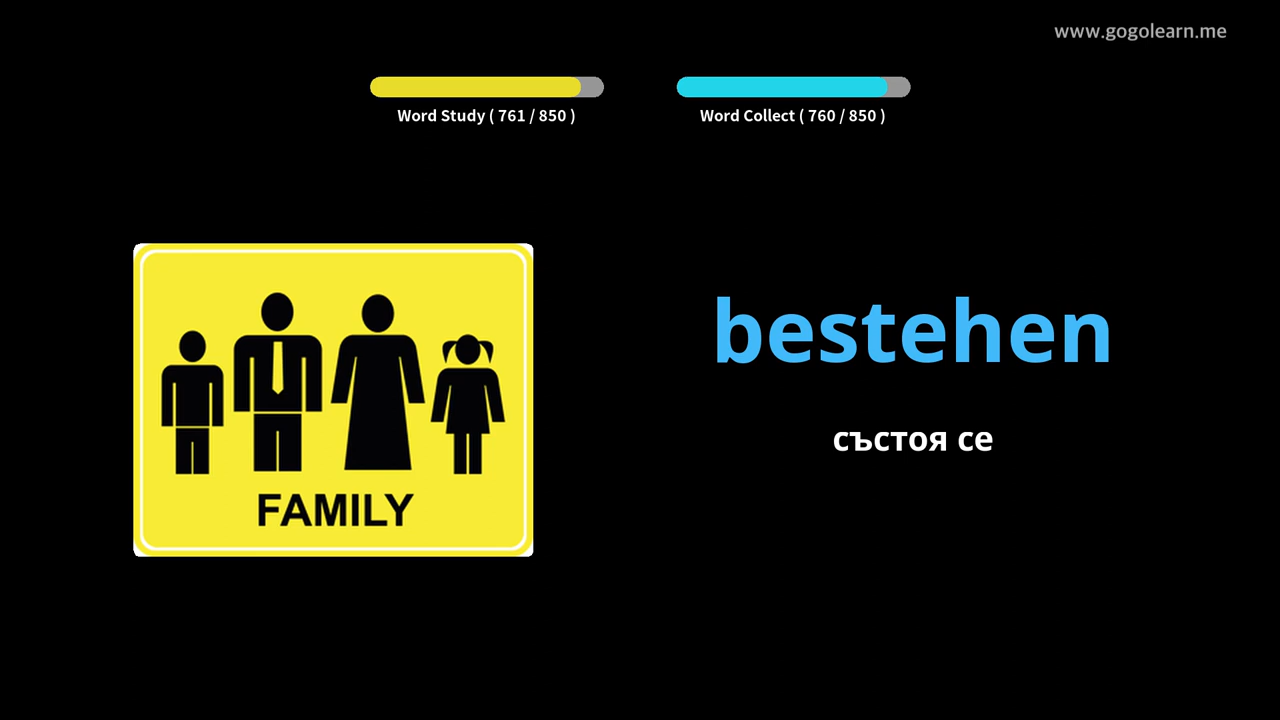 www.gogolearn.me
Word Study ( 761 / 850 )
Word Collect ( 760 / 850 )
bestehen
състоя се
FAMILY